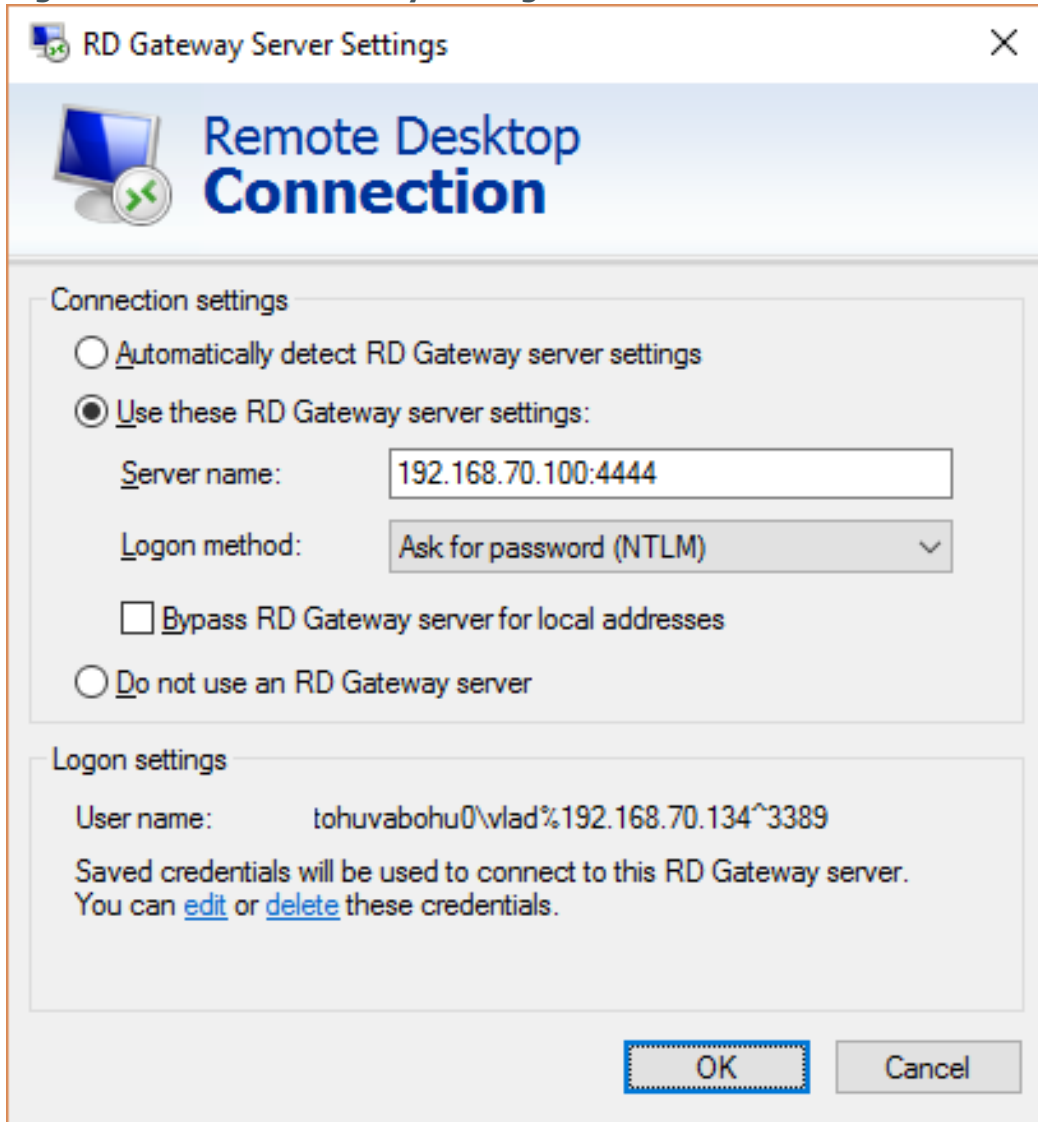 RD Gateway Server Settings
Remote Desktop
Connection
Connection settings
Automatically detect RD Gateway server settings
Use these RD Gateway server settings:
Server name: 192.168.70.100:4444
Logon method: Ask for password (NTLM)
Bypass RD Gateway server for local addresses
Do not use an RD Gateway server
Logon settings
User name: tohuvabohu0\vlad%192.168.70.134^3389
Saved credentials will be used to connect to this RD Gateway server.
You can edit or delete these credentials.
OK Cancel